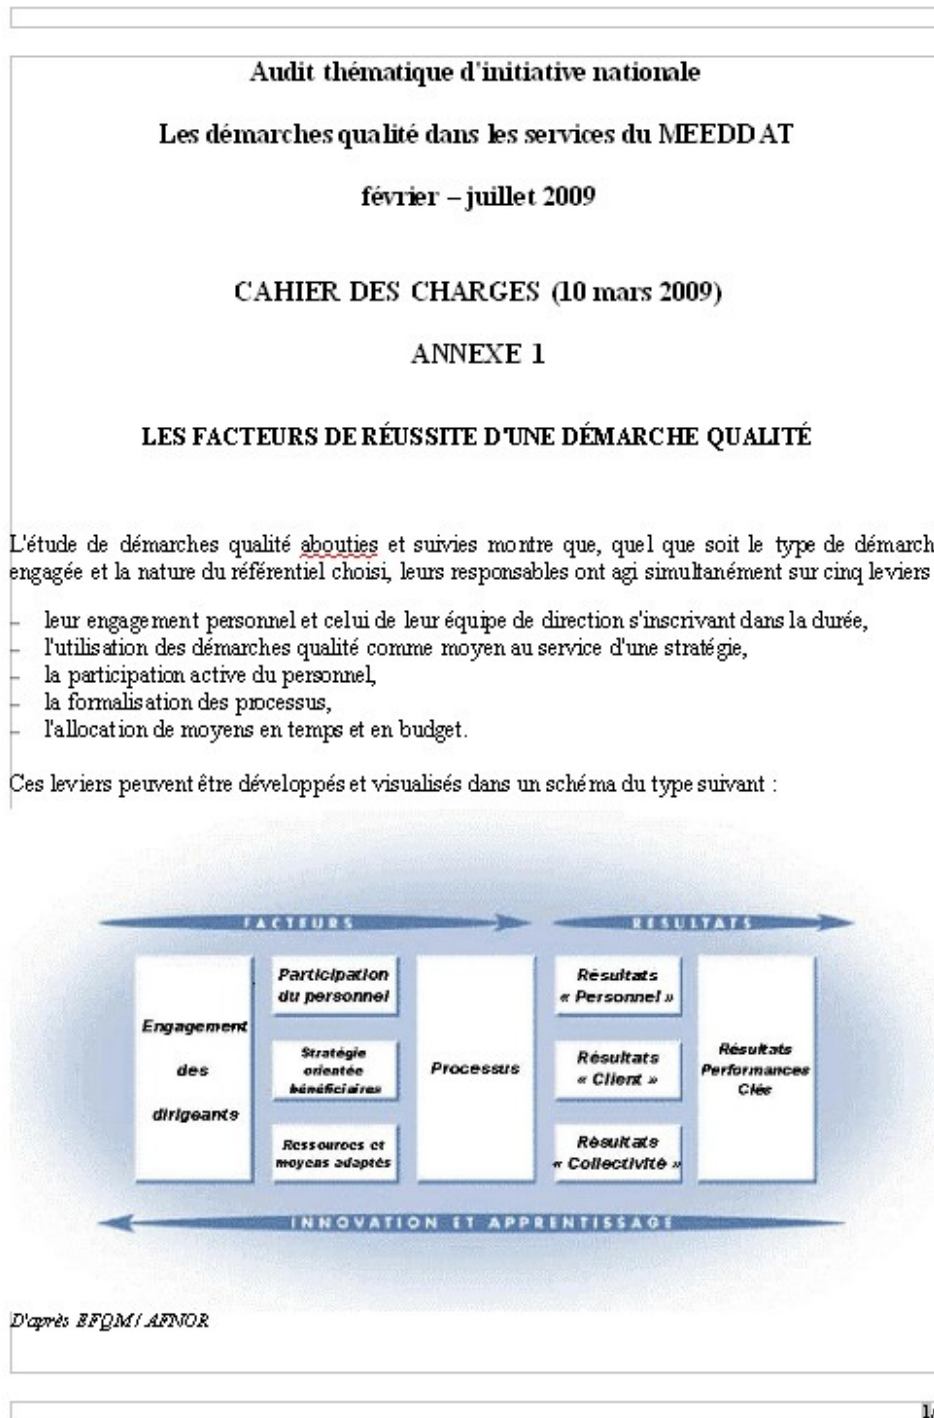 Audit thématique d'initiative nationale
Les démarches qualité dans les services du MEEDDAT
février – juillet 2009
CAHIER DES CHARGES (10 mars 2009)
ANNEXE 1
LES FACTEURS DE RÉUSSITE D'UNE DÉMARCHE QUALITÉ
L'étude de démarches qualité abouties et suivies montre que, quel que soit le type de démarch
engagée et la nature du référentiel choisi, leurs responsables ont agi simultanément sur cinq leviers
– leur engagement personnel et celui de leur équipe de direction s'inscrivant dans la durée,
– l'utilisation des démarches qualité comme moyen au service d'une stratégie,
– la participation active du personnel,
– la formalisation des processus,
– l'allocation de moyens en temps et en budget.
Ces leviers peuvent être développés et visualisés dans un schéma du type suivant :
FACTEURS
RESULTATS
Engagement
des
dirigeants
Participation
du personnel
Stratégie
orientée
bénéficiaires
Ressources et
moyens adaptés
Processus
Résultats
« Personnel »
Résultats
« Client »
Résultats
« Collectivité »
Résultats
Performances
Clés
INNOVATION ET APPRENTISSAGE
D'après EFQM / AFNOR
1/